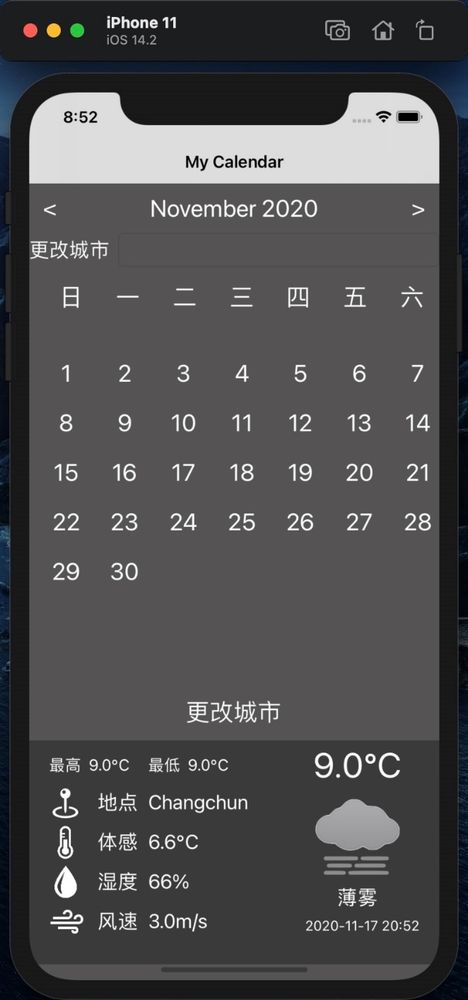 iPhone 11
iOS 14.2
8:52
My Calendar
< November 2020 >
更改城市
日 一 二 三 四 五 六
1 2 3 4 5 6 7
8 9 10 11 12 13 14
15 16 17 18 19 20 21
22 23 24 25 26 27 28
29 30
更改城市
最高 9.0°C 最低 9.0°C
9.0°C
地点 Changchun
体感 6.6°C
湿度 66%
风速 3.0m/s
薄雾
2020-11-17 20:52